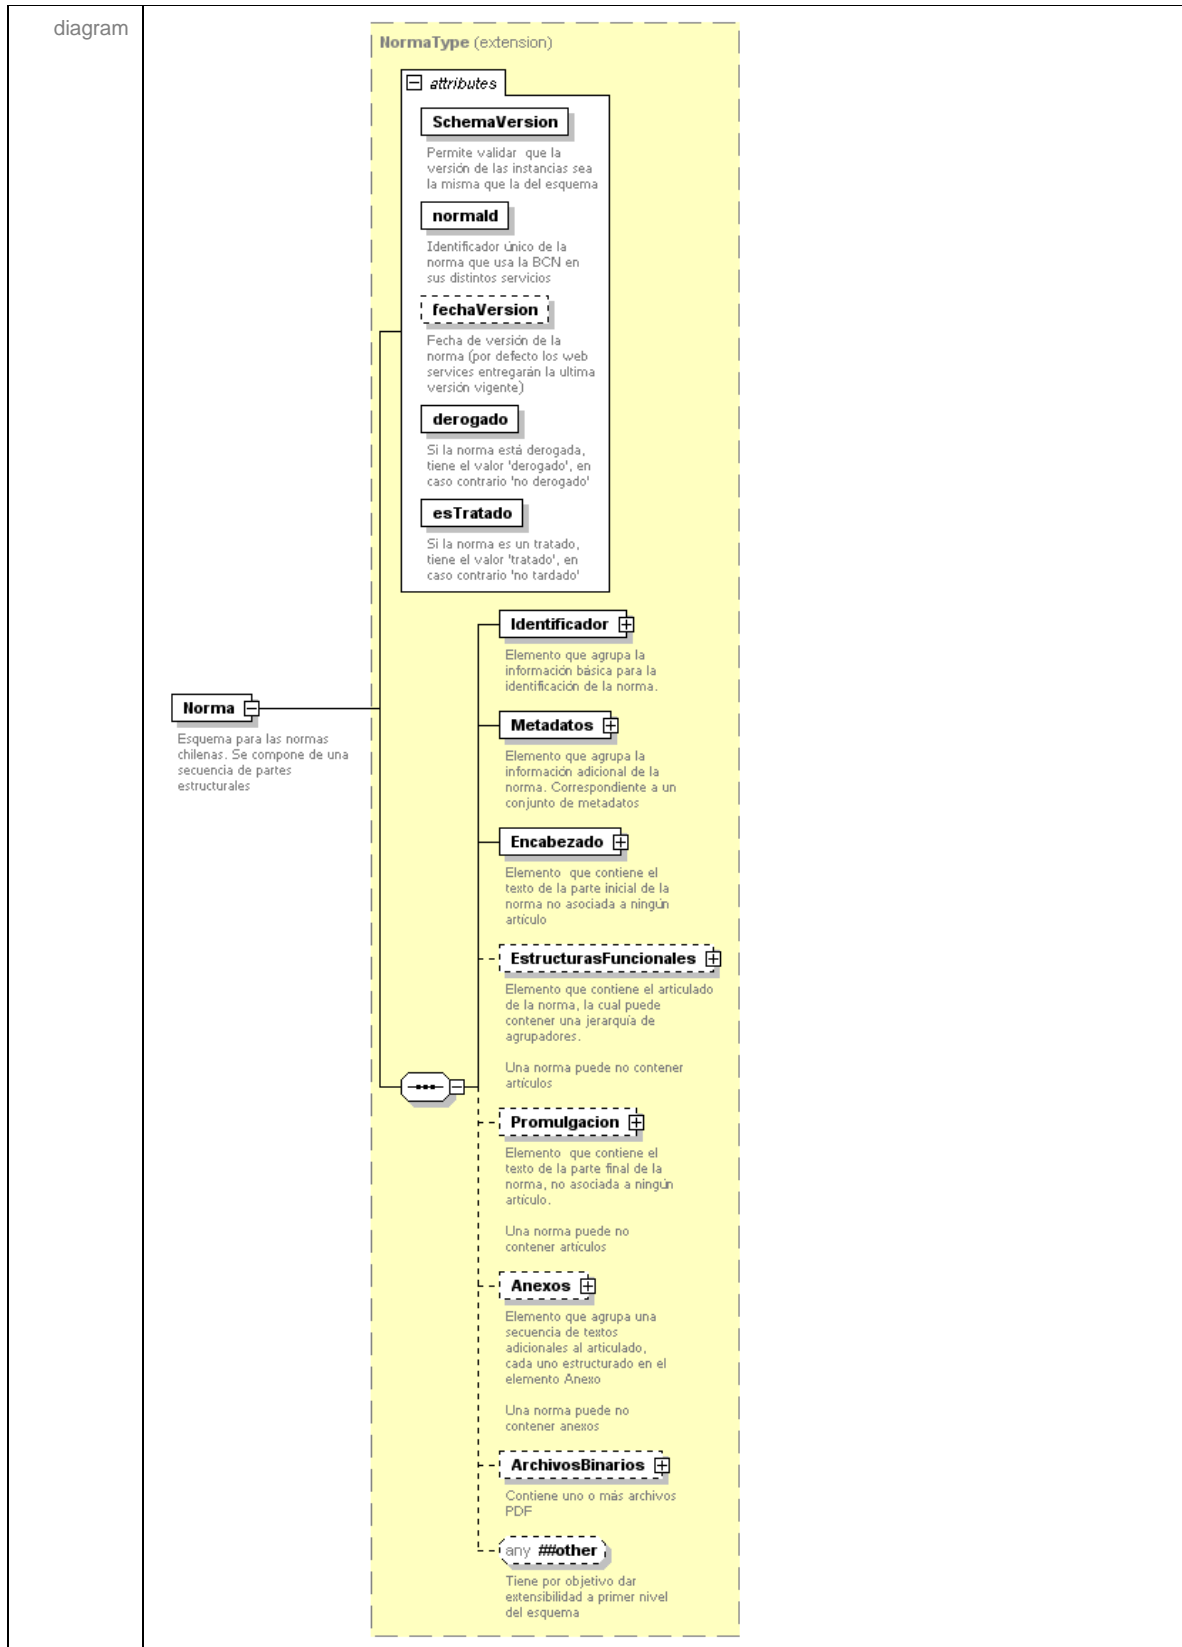 diagram
NormaType (extension)
attributes
SchemaVersion
Permite validar que la
versión de las instancias sea
la misma que la del esquema
normaId
Identificador único de la
norma que usa la BCN en
sus distintos servicios
fechaVersion
Fecha de versión de la
norma (por defecto los web
services entregarán la ultima
versión vigente)
derogado
Si la norma está derogada,
tiene el valor 'derogado', en
caso contrario 'no derogado'
esTratado
Si la norma es un tratado,
tiene el valor 'tratado', en
caso contrario 'no tardado'
Norma
Esquema para las normas
chilenas. Se compone de una
secuencia de partes
estructurales
Identificador
Elemento que agrupa la
información básica para la
identificación de la norma.
Metadatos
Elemento que agrupa la
información adicional de la
norma. Correspondiente a un
conjunto de metadatos
Encabezado
Elemento que contiene el
texto de la parte inicial de la
norma no asociada a ningún
artículo
EstructurasFuncionales
Elemento que contiene el articulado
de la norma, la cual puede
contener una jerarquía de
agrupadores.
Una norma puede no contener
artículos
Promulgacion
Elemento que contiene el
texto de la parte final de la
norma, no asociada a ningún
artículo.
Una norma puede no
contener artículos
Anexos
Elemento que agrupa una
secuencia de textos
adicionales al articulado,
cada uno estructurado en el
elemento Anexo
Una norma puede no
contener anexos
ArchivosBinarios
Contiene uno o más archivos
PDF
any ##other
Tiene por objetivo dar
extensibilidad a primer nivel
del esquema